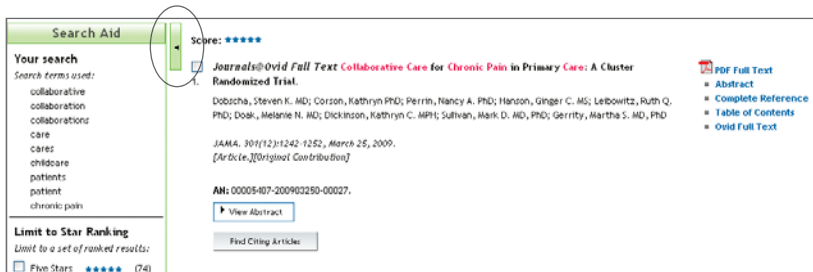 Search Aid
Your search
Search terms used:
collaborative
collaboration
collaborations
care
cares
childcare
patients
patient
chronic pain
Limit to Star Ranking
Limit to a set of ranked results:
Five Stars ★★★★★ (74)
Score: ★★★★★
1. Journals@Ovid Full Text Collaborative Care for Chronic Pain in Primary Care: A Cluster
Randomized Trial.
Dobscha, Steven K. MD; Corson, Kathryn PhD; Perrin, Nancy A. PhD; Hanson, Ginger C. MS; Leibowitz, Ruth Q.
PhD; Doak, Melanie N. MD; Dickinson, Kathryn C. MPH; Sullivan, Mark D. MD, PhD; Gerrity, Martha S. MD, PhD
JAMA. 301(12):1242-1252, March 25, 2009.
[Article.][Original Contribution]
AN: 00005407-200903250-00027.
View Abstract
Find Citing Articles
PDF Full Text
Abstract
Complete Reference
Table of Contents
Ovid Full Text